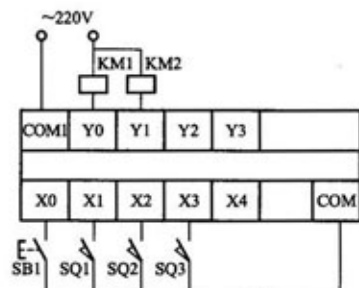 ~220V
KM1 KM2
COM1 Y0 Y1 Y2 Y3
X0 X1 X2 X3 X4 COM
SB1 SQ1 SQ2 SQ3